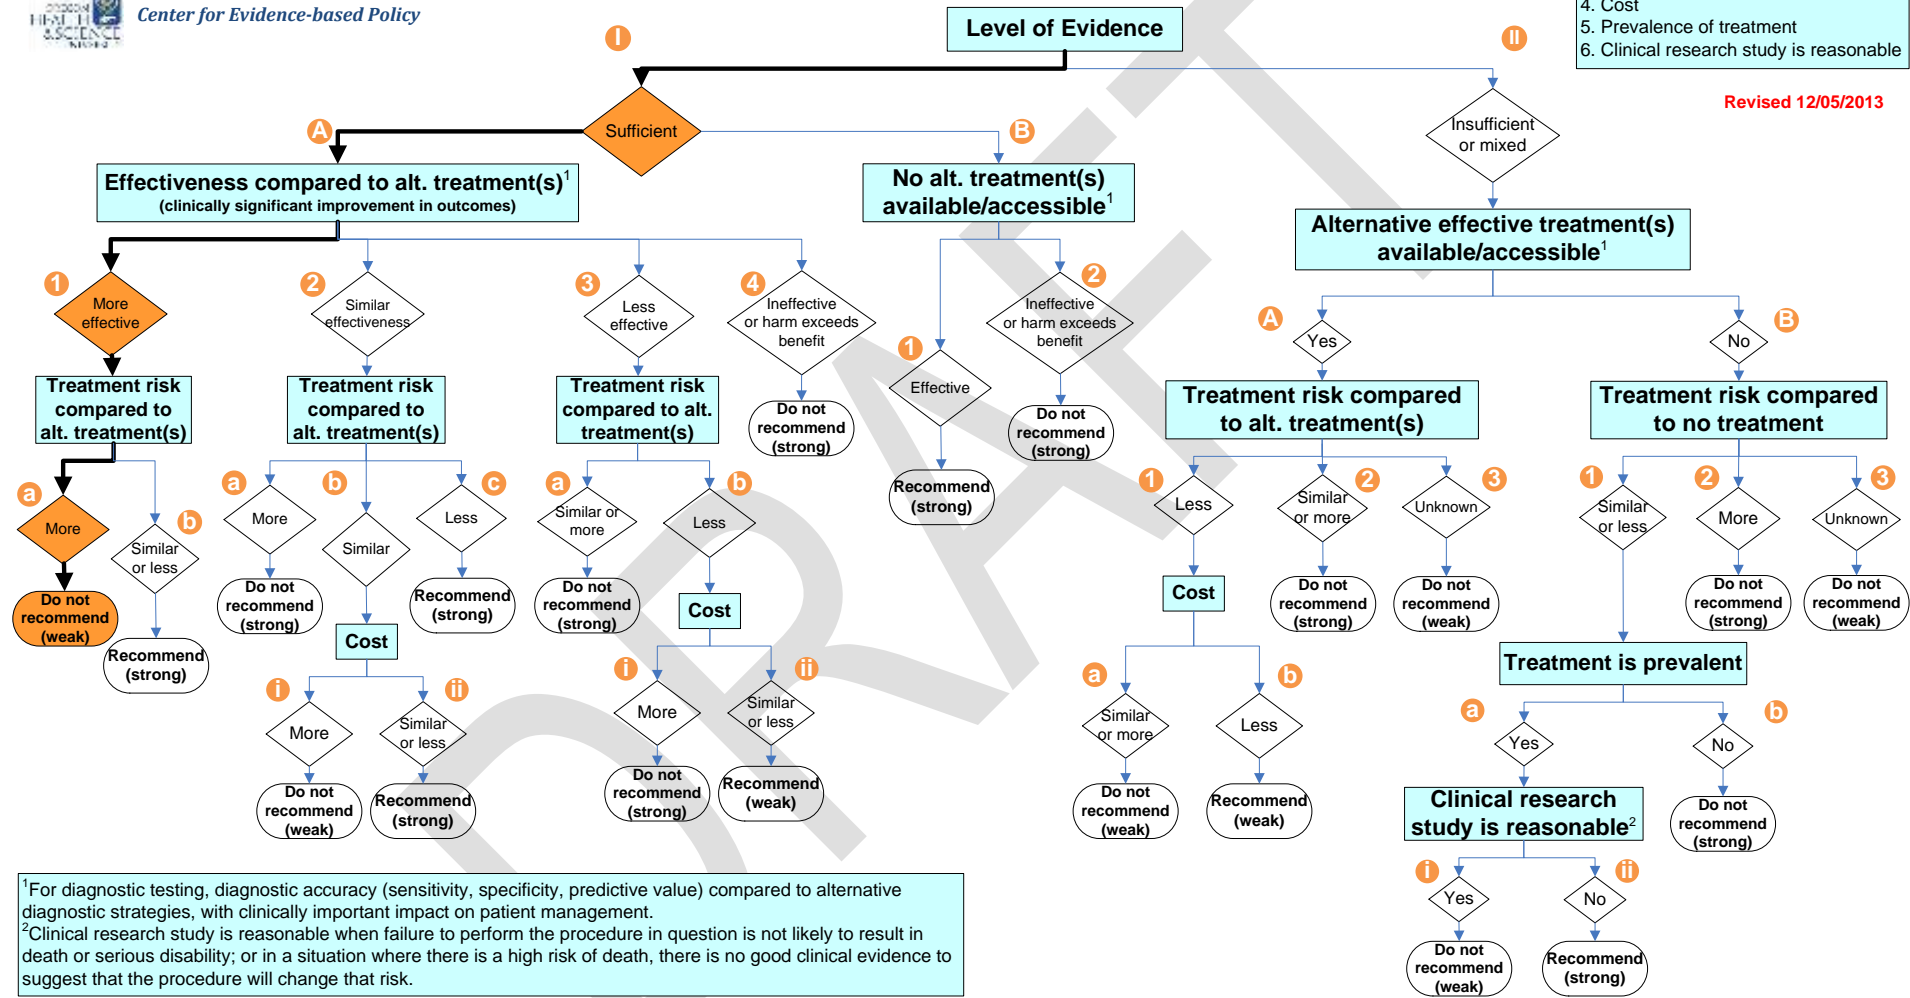 OREGON
HEALTH
& SCIENCE
UNIVERSITY
Center for Evidence-based Policy
4. Cost
5. Prevalence of treatment
6. Clinical research study is reasonable
Revised 12/05/2013
DRAFT
Level of Evidence
I
II
Sufficient
Insufficient
or mixed
A
B
Effectiveness compared to alt. treatment(s)1
(clinically significant improvement in outcomes)
No alt. treatment(s)
available/accessible1
Alternative effective treatment(s)
available/accessible1
1
More
effective
2
Similar
effectiveness
3
Less
effective
4
Ineffective
or harm exceeds
benefit
Do not
recommend
(strong)
1
Effective
Recommend
(strong)
2
Ineffective
or harm exceeds
benefit
Do not
recommend
(strong)
A
Yes
B
No
Treatment risk
compared to
alt. treatment(s)
Treatment risk
compared to
alt. treatment(s)
Treatment risk
compared to alt.
treatment(s)
Treatment risk compared
to alt. treatment(s)
Treatment risk compared
to no treatment
a
More
Do not
recommend
(weak)
b
Similar
or less
Recommend
(strong)
a
More
Do not
recommend
(strong)
b
Similar
Cost
i
More
Do not
recommend
(weak)
ii
Similar
or less
Recommend
(strong)
c
Less
Recommend
(strong)
a
Similar or
more
Do not
recommend
(strong)
b
Less
Cost
i
More
Do not
recommend
(strong)
ii
Similar
or less
Recommend
(weak)
1
Less
Cost
a
Similar
or more
Do not
recommend
(weak)
b
Less
Recommend
(weak)
2
Similar
or more
Do not
recommend
(strong)
3
Unknown
Do not
recommend
(weak)
1
Similar
or less
Treatment is prevalent
a
Yes
Clinical research
study is reasonable2
i
Yes
Do not
recommend
(weak)
ii
No
Recommend
(strong)
b
No
Do not
recommend
(strong)
2
More
Do not
recommend
(strong)
3
Unknown
Do not
recommend
(weak)
1For diagnostic testing, diagnostic accuracy (sensitivity, specificity, predictive value) compared to alternative
diagnostic strategies, with clinically important impact on patient management.
2Clinical research study is reasonable when failure to perform the procedure in question is not likely to result in
death or serious disability; or in a situation where there is a high risk of death, there is no good clinical evidence to
suggest that the procedure will change that risk.